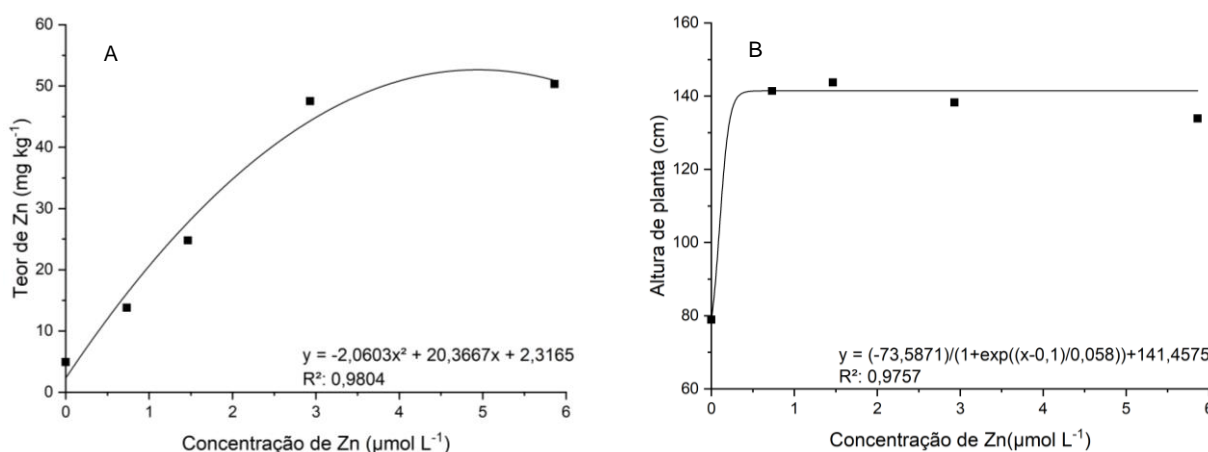 A
Teor de Zn (mg kg⁻¹)
60
50
40
30
20
10
0
y = -2,0603x² + 20,3667x + 2,3165
R²: 0,9804
0 1 2 3 4 5 6
Concentração de Zn (µmol L⁻¹)
B
Altura de planta (cm)
160
140
120
100
80
60
y = (-73,5871)/(1+exp((x-0,1)/0,058))+141,4575
R²: 0,9757
0 1 2 3 4 5 6
Concentração de Zn(µmol L⁻¹)